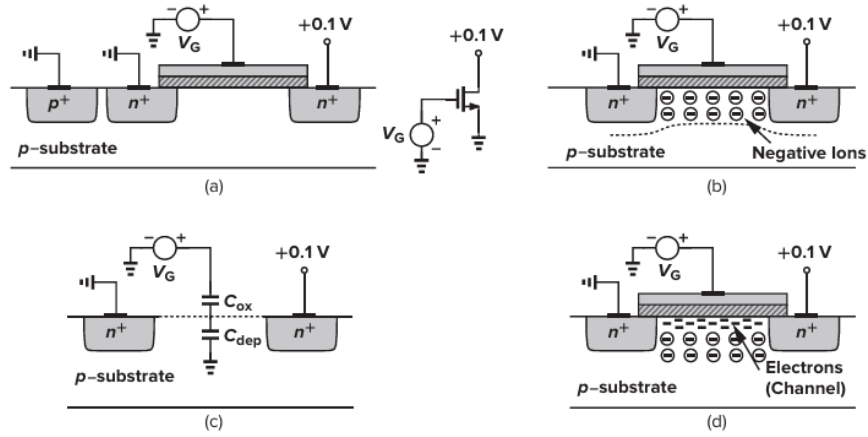 − +
V_G
+0.1 V
p+
n+
n+
p–substrate
(a)
+0.1 V
V_G
+
−
− +
V_G
+0.1 V
n+
n+
p–substrate
Negative Ions
(b)
− +
V_G
+0.1 V
C_ox
n+
C_dep
n+
p–substrate
(c)
− +
V_G
+0.1 V
n+
n+
Electrons
(Channel)
p–substrate
(d)